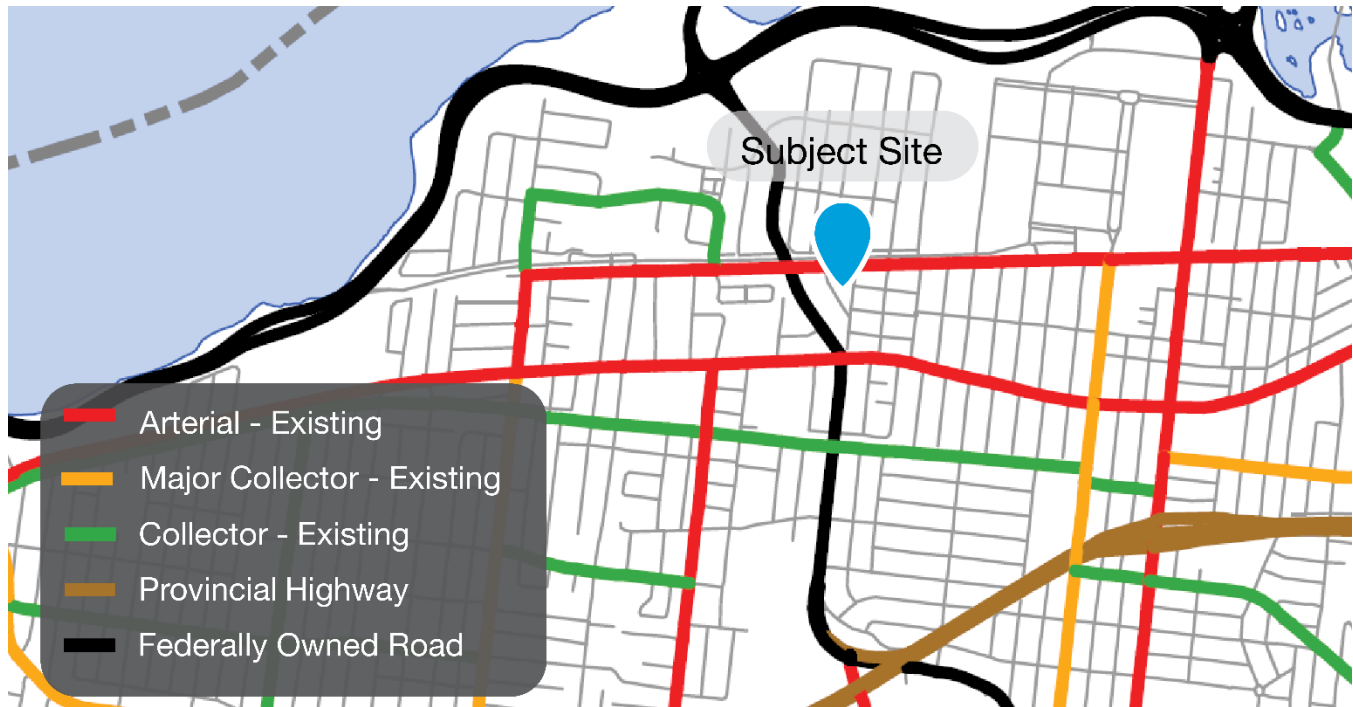 Subject Site
Arterial - Existing
Major Collector - Existing
Collector - Existing
Provincial Highway
Federally Owned Road